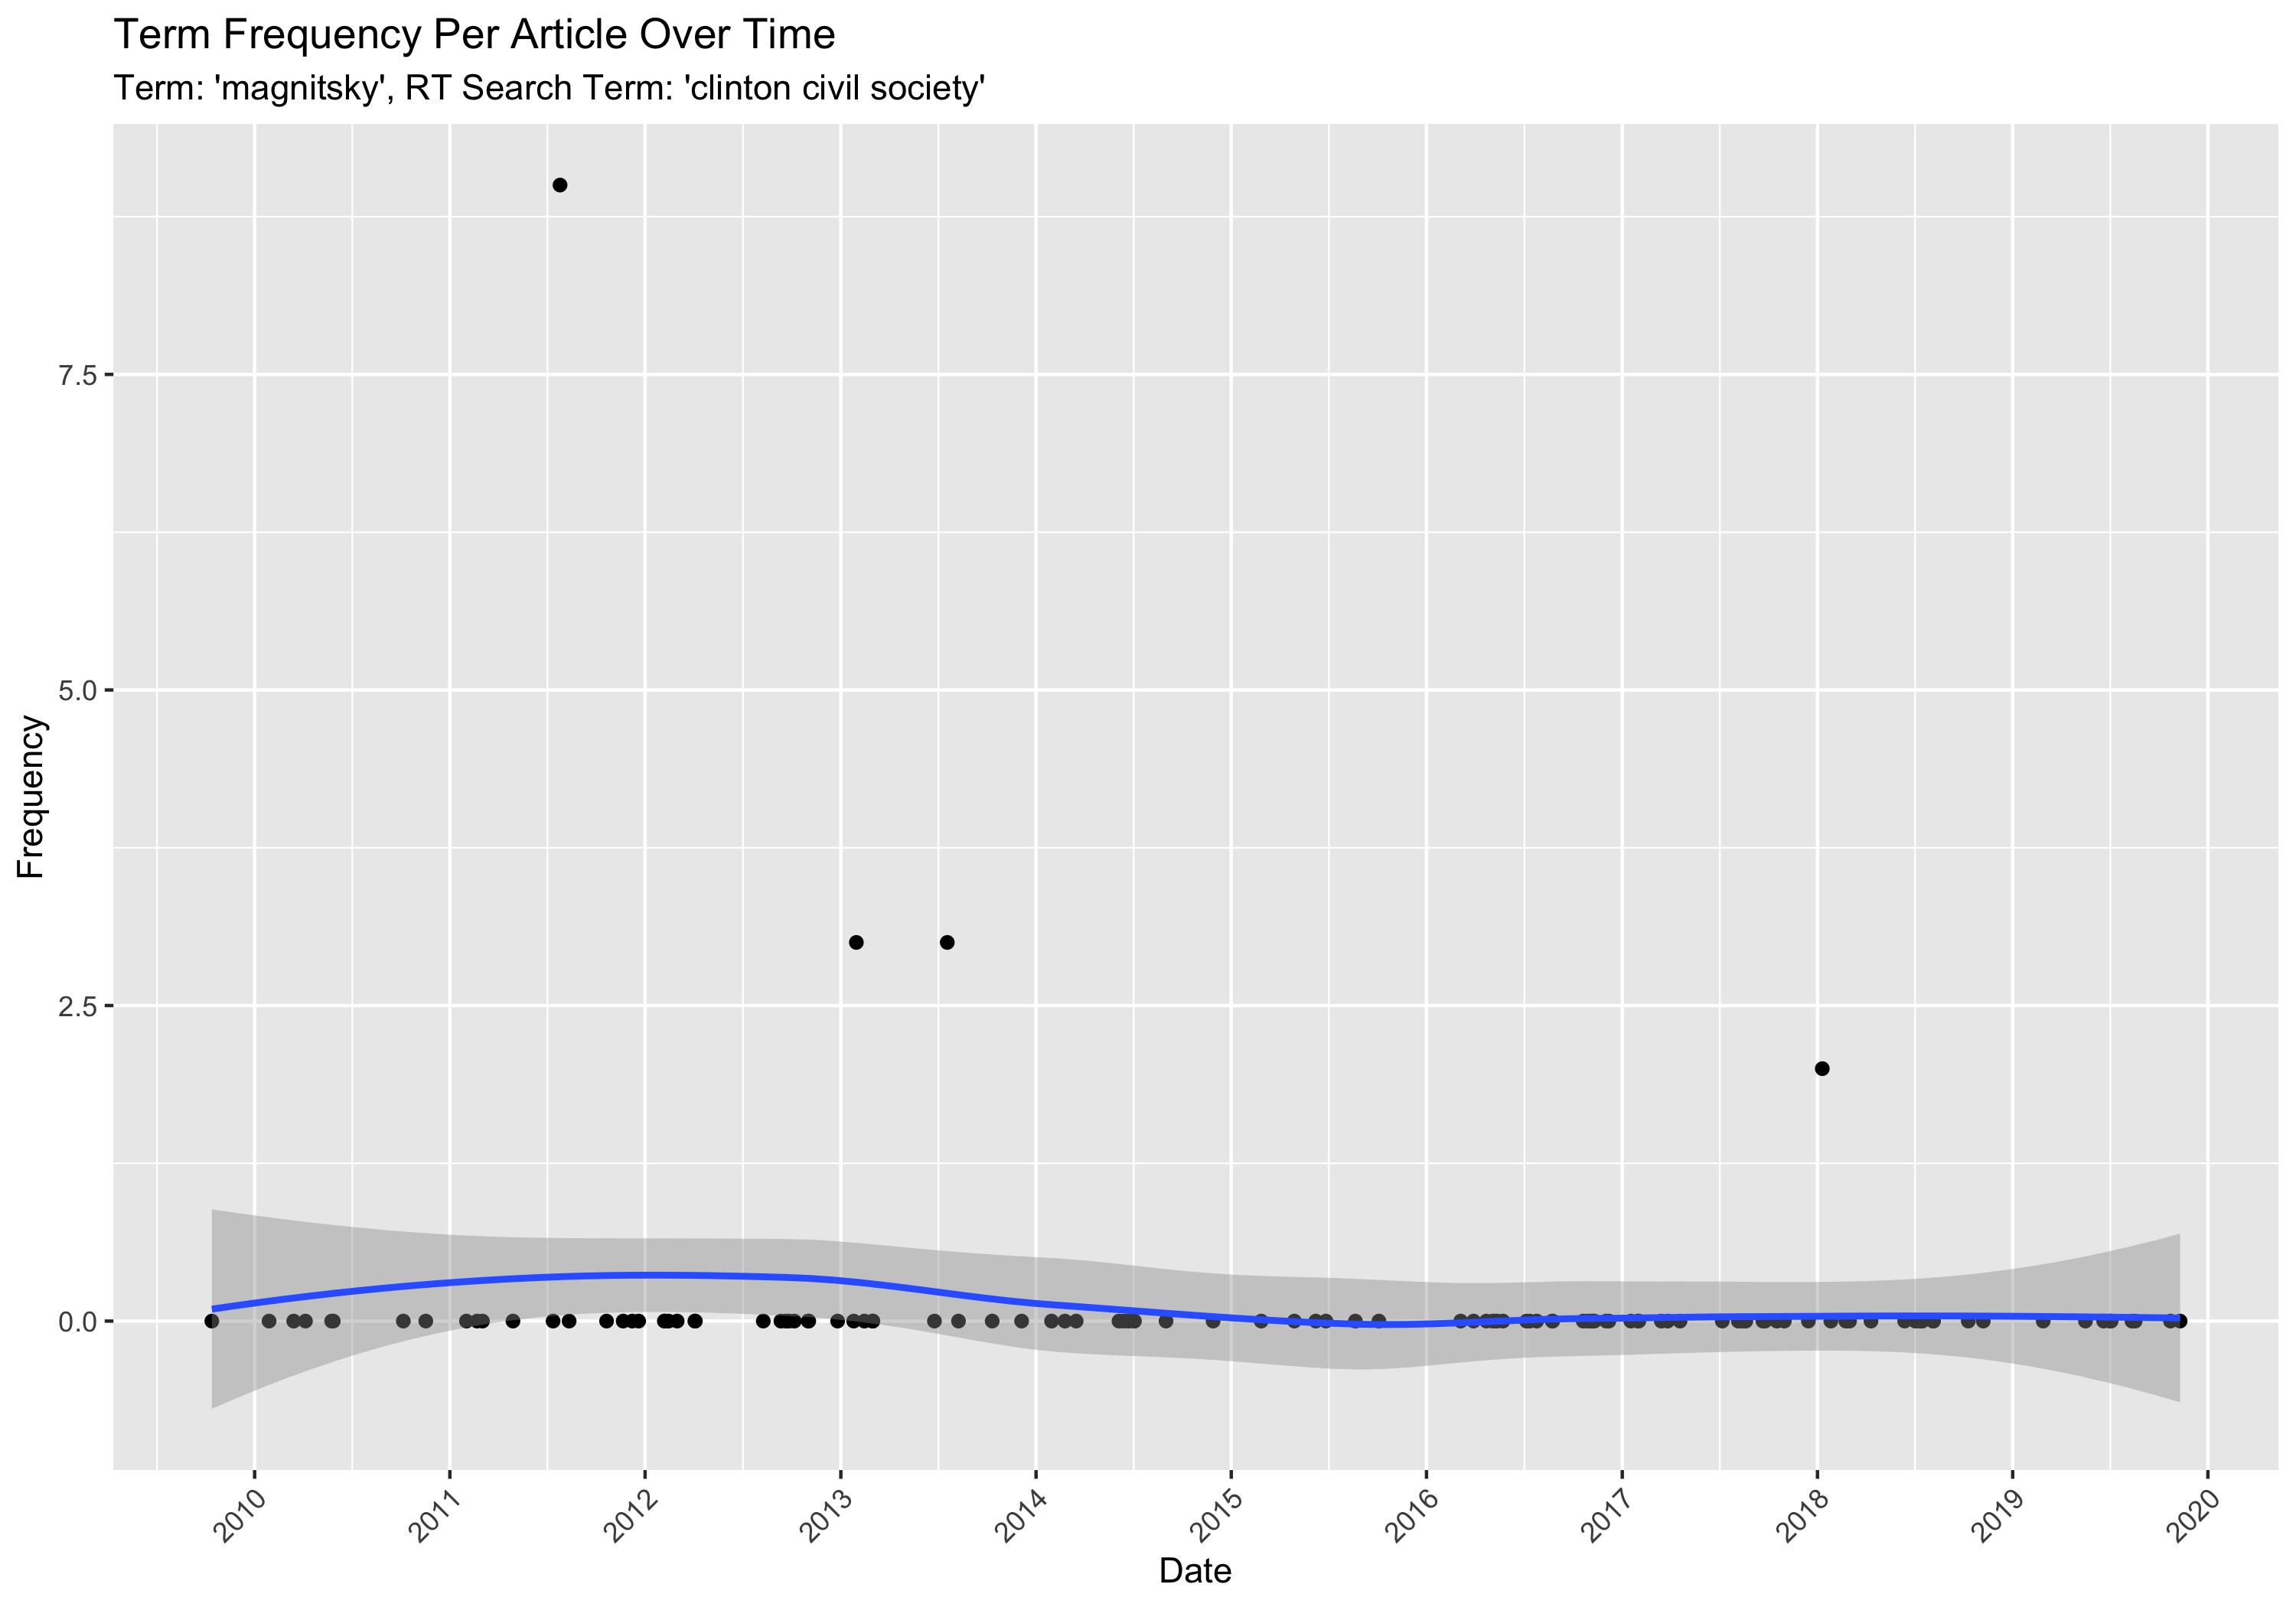 Term Frequency Per Article Over Time
Term: 'magnitsky', RT Search Term: 'clinton civil society'
Frequency
7.5
5.0
2.5
0.0
2010 2011 2012 2013 2014 2015 2016 2017 2018 2019 2020
Date